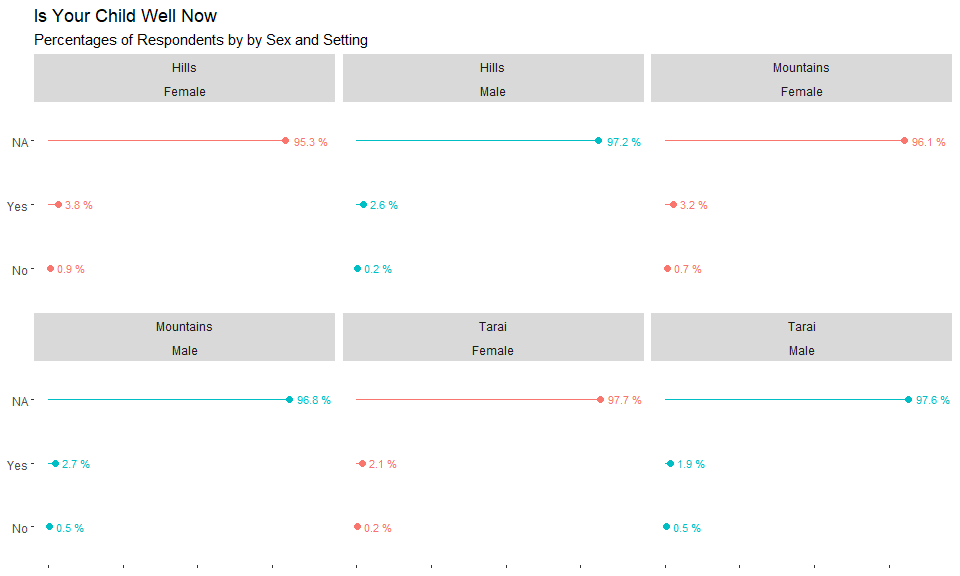 Is Your Child Well Now
Percentages of Respondents by by Sex and Setting
Hills
Female
Hills
Male
Mountains
Female
NA
95.3 %
97.2 %
96.1 %
Yes
3.8 %
2.6 %
3.2 %
No
0.9 %
0.2 %
0.7 %
Mountains
Male
Tarai
Female
Tarai
Male
NA
96.8 %
97.7 %
97.6 %
Yes
2.7 %
2.1 %
1.9 %
No
0.5 %
0.2 %
0.5 %